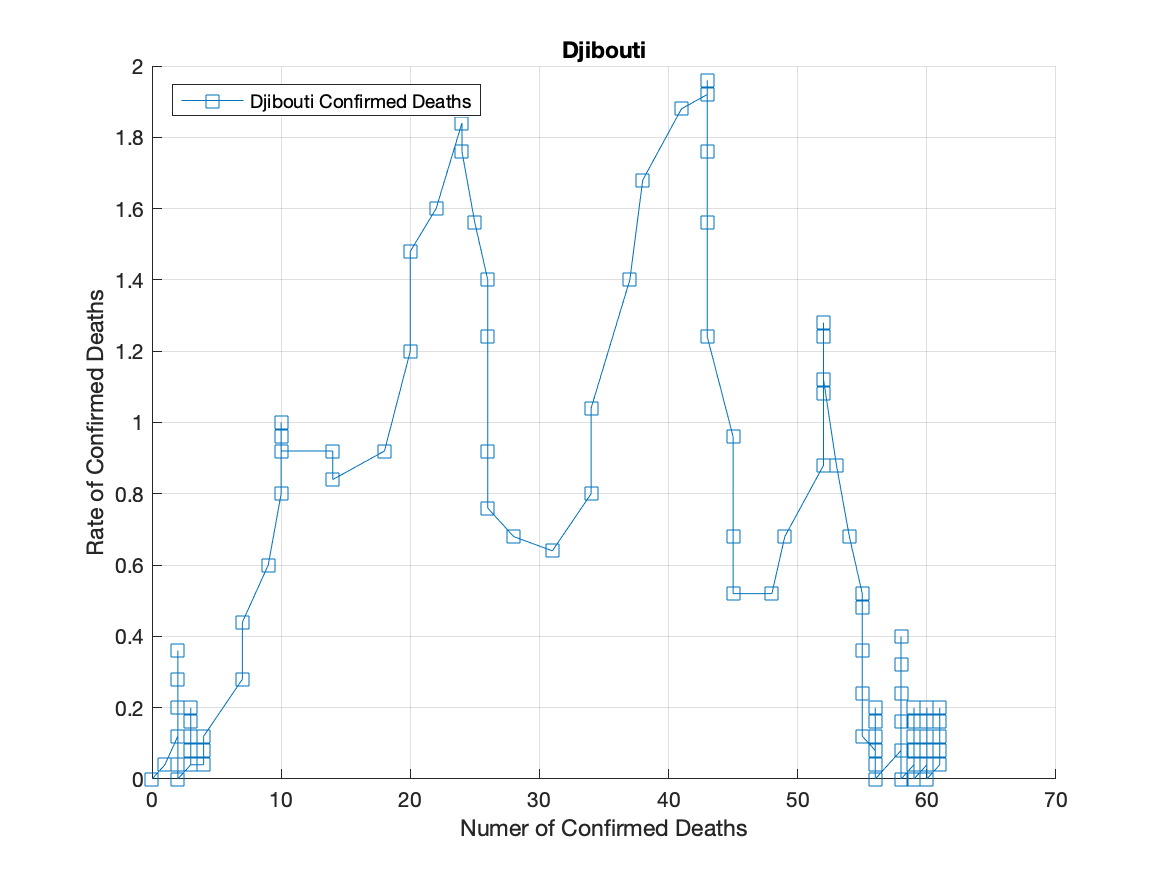 Djibouti
Djibouti Confirmed Deaths
2
1.8
1.6
1.4
1.2
1
0.8
0.6
0.4
0.2
0
Rate of Confirmed Deaths
0 10 20 30 40 50 60 70
Numer of Confirmed Deaths